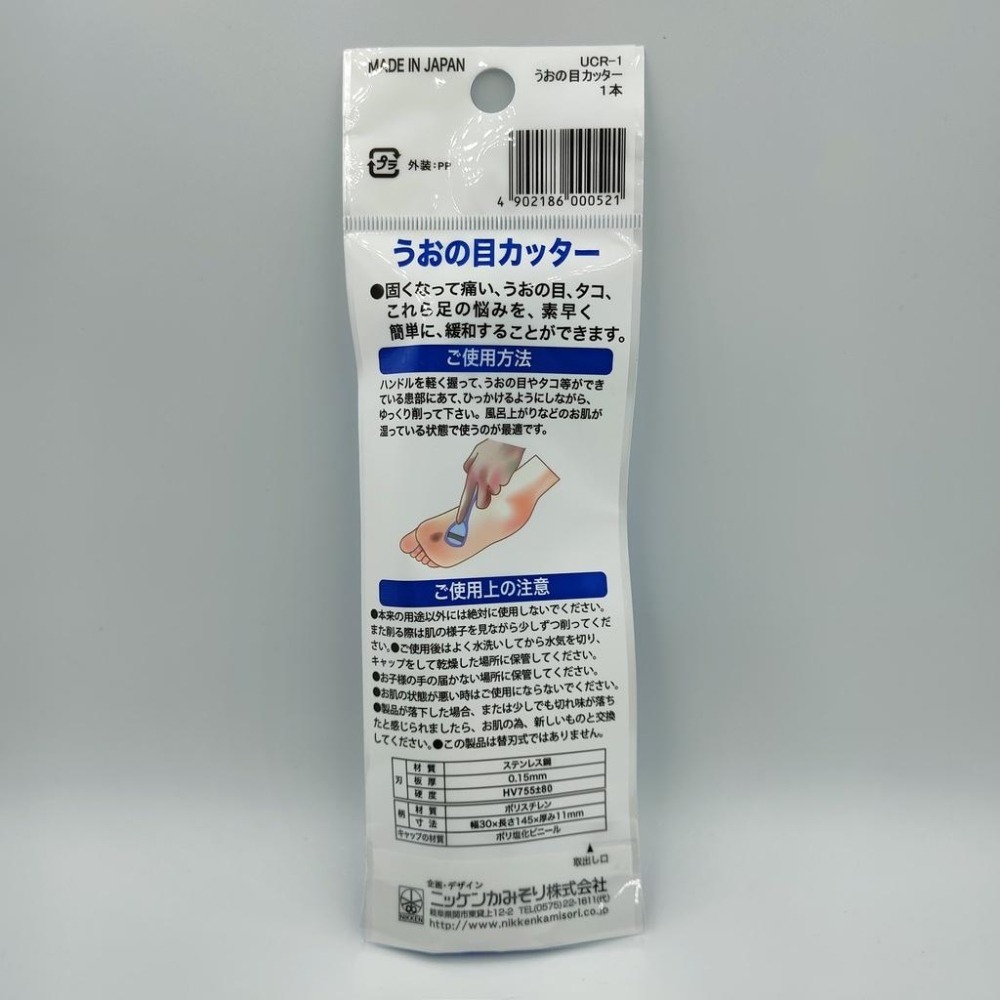 MADE IN JAPAN
UCR-1
うおの目カッター
1本
プラ
外装:PP
4 902186 000521
うおの目カッター
●固くなって痛い、うおの目、タコ、
これら足の悩みを、素早く
簡単に、緩和することができます。
ご使用方法
ハンドルを軽く握って、うおの目やタコ等ができ
ている患部にあて、ひっかけるようにしながら、
ゆっくり削って下さい。風呂上がりなどのお肌が
湿っている状態で使うのが最適です。
ご使用上の注意
●本来の用途以外には絶対に使用しないでください。
また削る際は肌の様子を見ながら少しずつ削ってくだ
さい。●ご使用後はよく水洗いしてから水気を切り、
キャップをして乾燥した場所に保管してください。
●お子様の手の届かない場所に保管してください。
●お肌の状態が悪い時はご使用にならないでください。
●製品が落下した場合、または少しでも切れ味が落ち
たと感じられましたら、お肌の為、新しいものと交換
してください。●この製品は替刃式ではありません。
刃 材質 ステンレス鋼
板厚 0.15mm
硬度 HV755±80
柄 材質 ポリスチレン
寸法 幅30×長さ145×厚み11mm
キャップの材質 ポリ塩化ビニール
▲
取出し口
企画・デザイン
ニッケンかみそり株式会社
NIKKEN
岐阜県関市東貸上12-2 TEL(0575)22-1611(代)
http://www.nikkenkamisori.co.jp